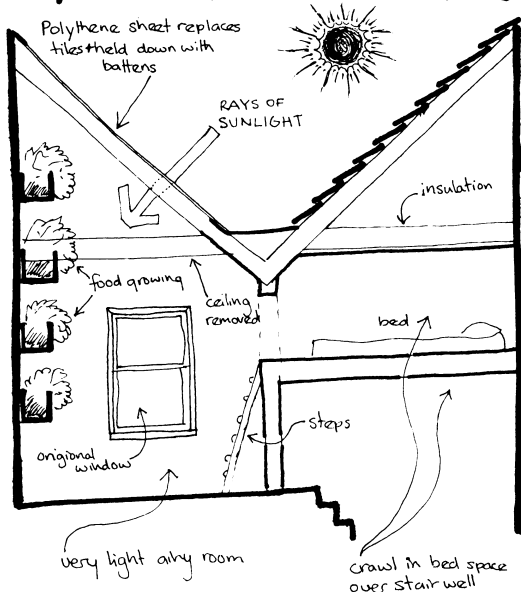 Polythene sheet replaces
tiles + held down with
battens
RAYS OF
SUNLIGHT
insulation
food growing
ceiling
removed
bed
steps
origional
window
very light airy room
crawl in bed space
over stair well